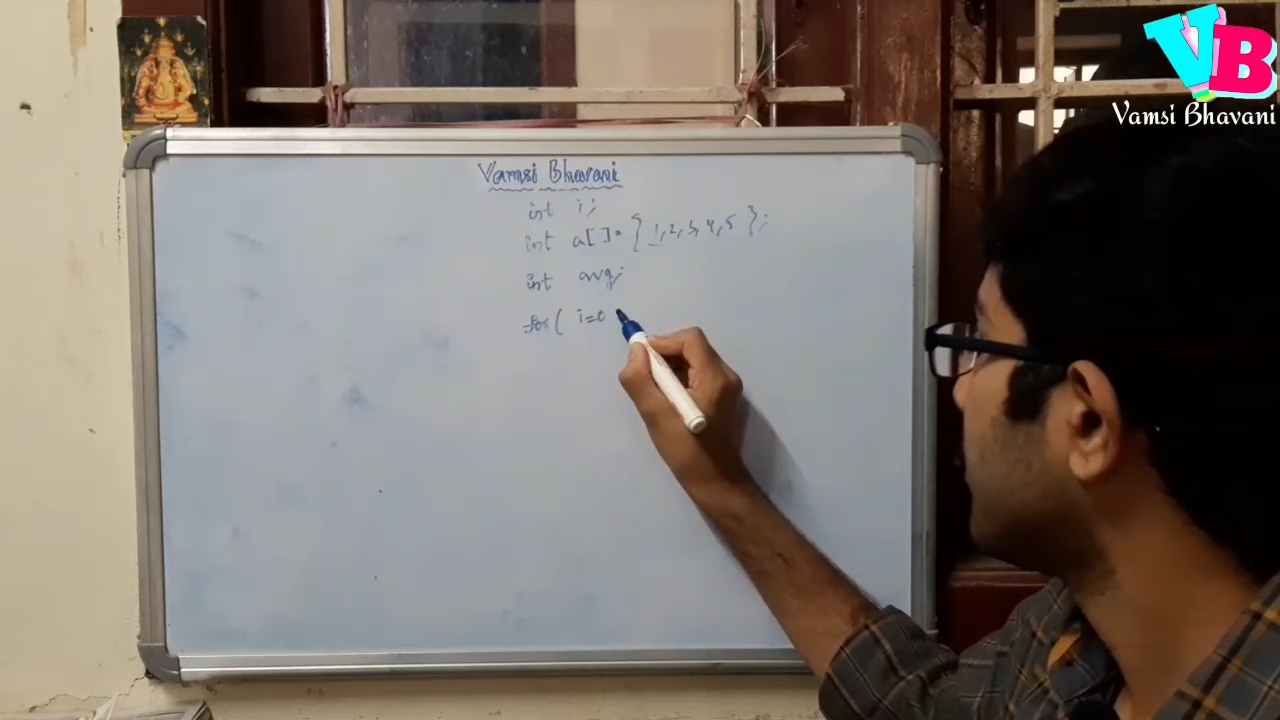 VB
Vamsi Bhavani
Vamsi Bhavani
int i;
int a[]= { 1,2,3,4,5 };
int avg;
for( i=0